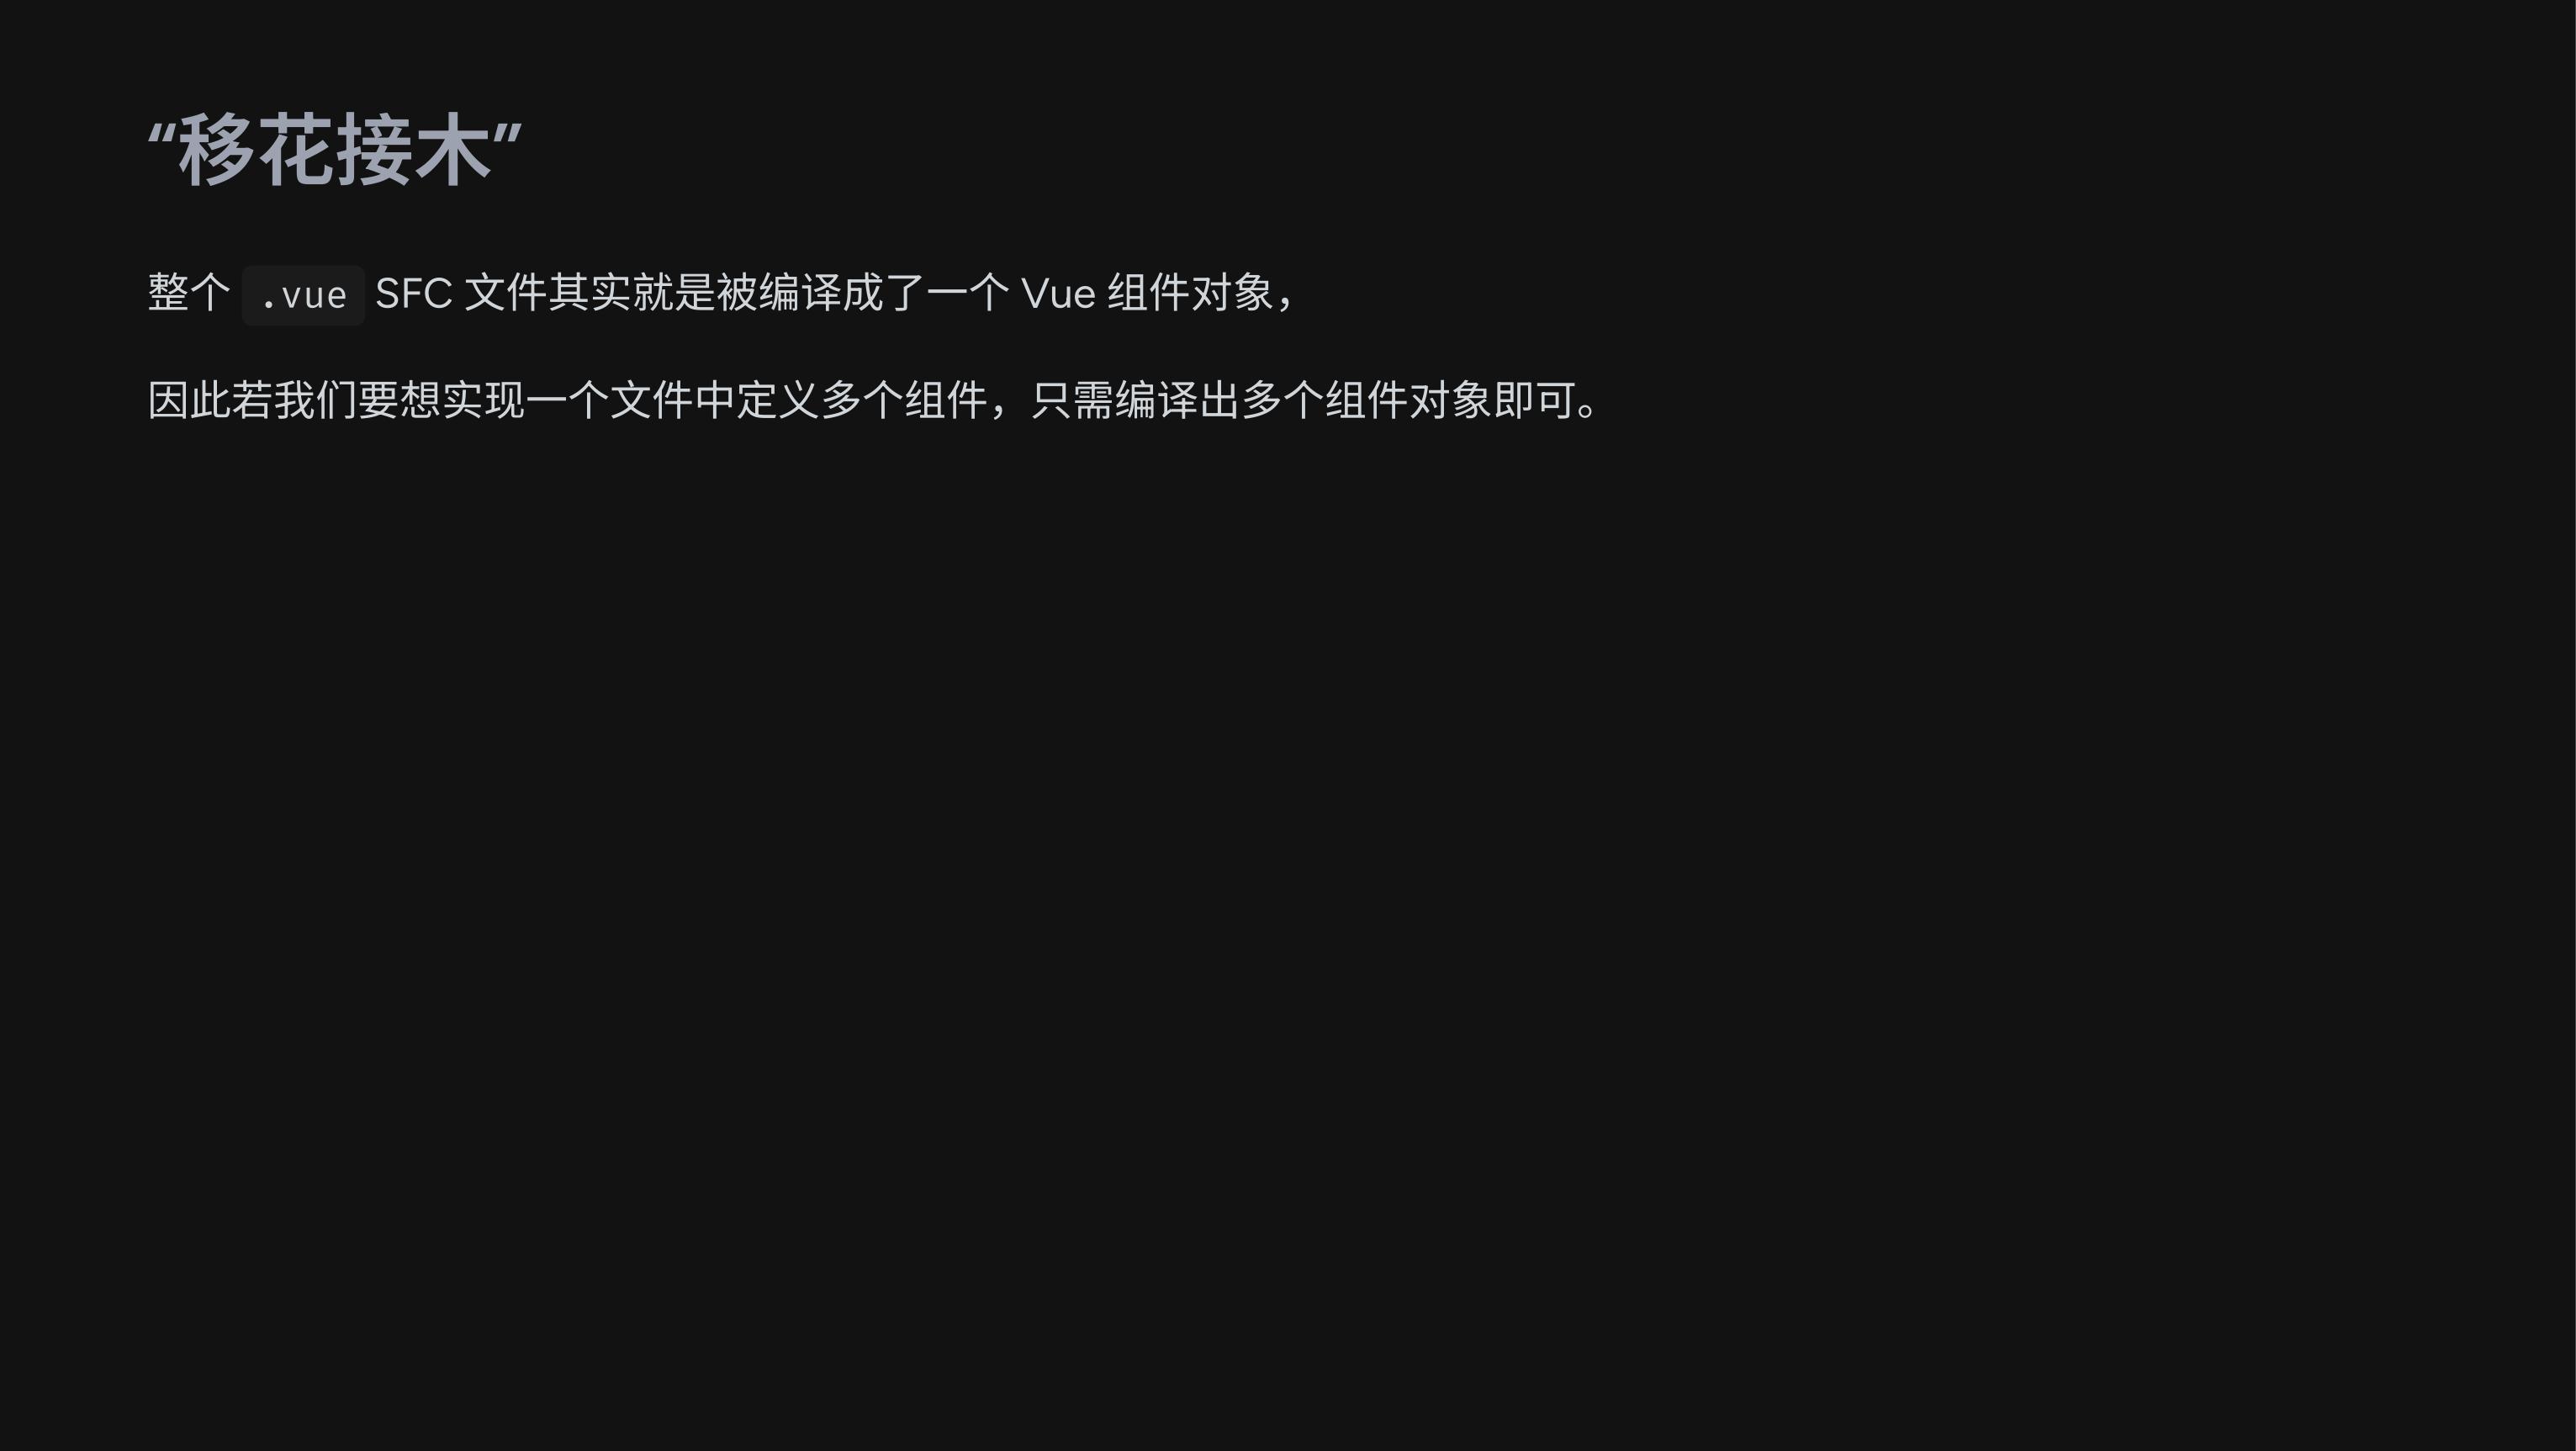 “移花接木”
整个 .vue SFC 文件其实就是被编译成了一个 Vue 组件对象，
因此若我们要想实现一个文件中定义多个组件，只需编译出多个组件对象即可。